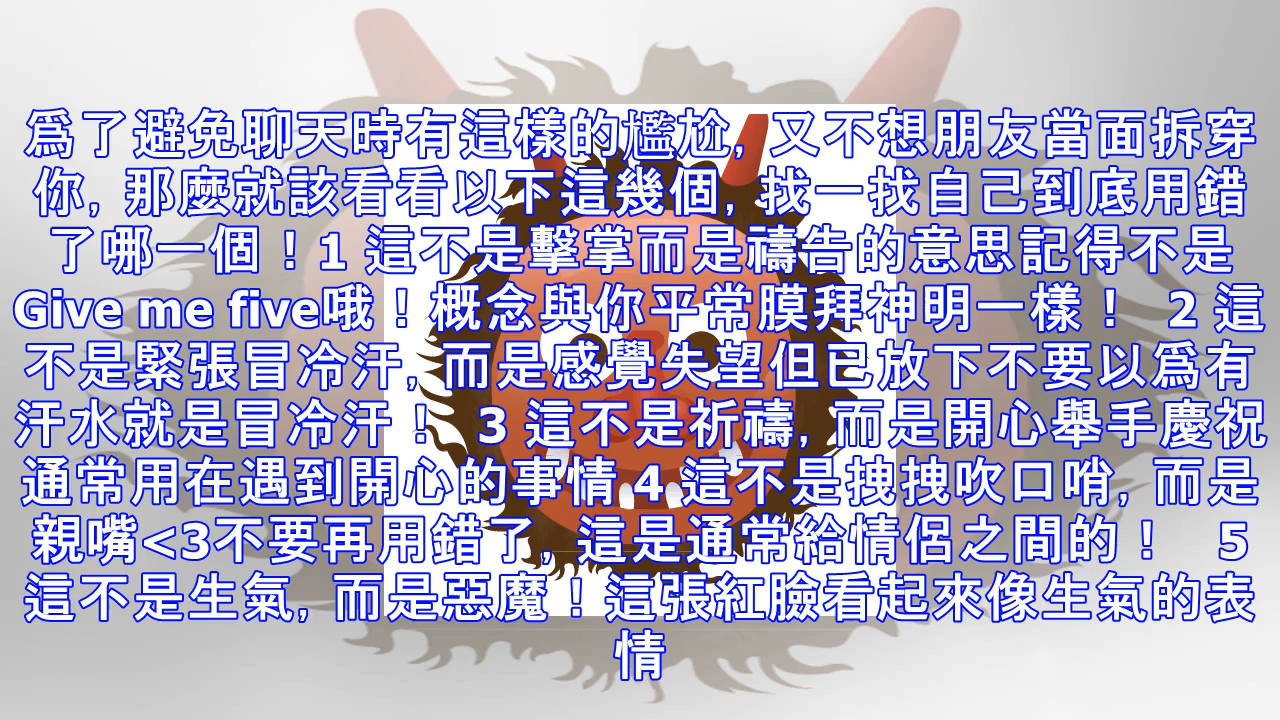 爲了避免聊天時有這樣的尷尬, 又不想朋友當面拆穿
你, 那麼就該看看以下這幾個, 找一找自己到底用錯
了哪一個！1 這不是擊掌而是禱告的意思記得不是
Give me five哦！概念與你平常膜拜神明一樣！ 2 這
不是緊張冒冷汗, 而是感覺失望但已放下不要以爲有
汗水就是冒冷汗！ 3 這不是祈禱, 而是開心舉手慶祝
通常用在遇到開心的事情 4 這不是拽拽吹口哨, 而是
親嘴<3不要再用錯了, 這是通常給情侶之間的！ 5
這不是生氣, 而是惡魔！這張紅臉看起來像生氣的表
情